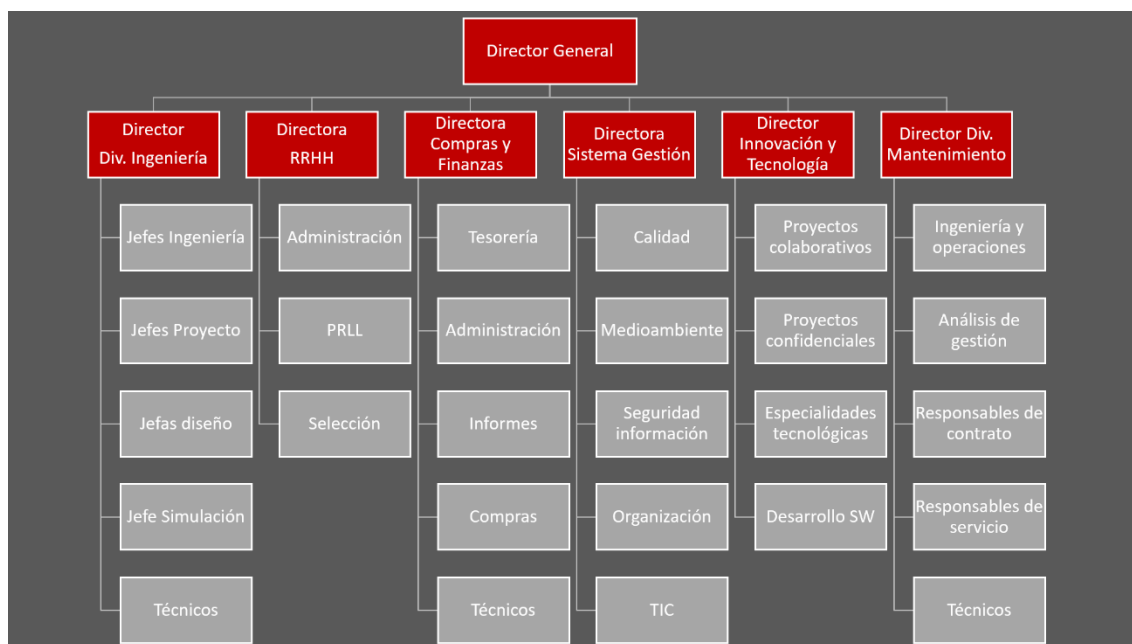 Director General
Director
Div. Ingeniería
Directora
RRHH
Directora
Compras y
Finanzas
Directora
Sistema Gestión
Director
Innovación y
Tecnología
Director Div.
Mantenimiento
Jefes Ingeniería
Administración
Tesorería
Calidad
Proyectos
colaborativos
Ingeniería y
operaciones
Jefes Proyecto
PRLL
Administración
Medioambiente
Proyectos
confidenciales
Análisis de
gestión
Jefas diseño
Selección
Informes
Seguridad
información
Especialidades
tecnológicas
Responsables de
contrato
Jefe Simulación
Compras
Organización
Desarrollo SW
Responsables de
servicio
Técnicos
Técnicos
TIC
Técnicos